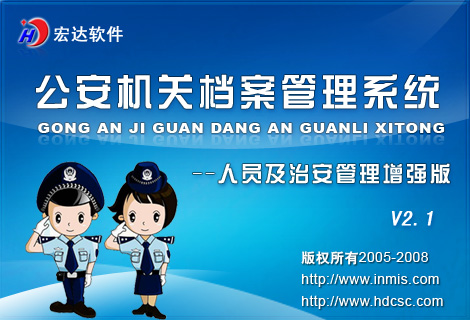 宏达软件
公安机关档案管理系统
GONG AN JI GUAN DANG AN GUANLI XITONG
--人员及治安管理增强版
V2.1
版权所有2005-2008
http://www.inmis.com
http://www.hdcsc.com